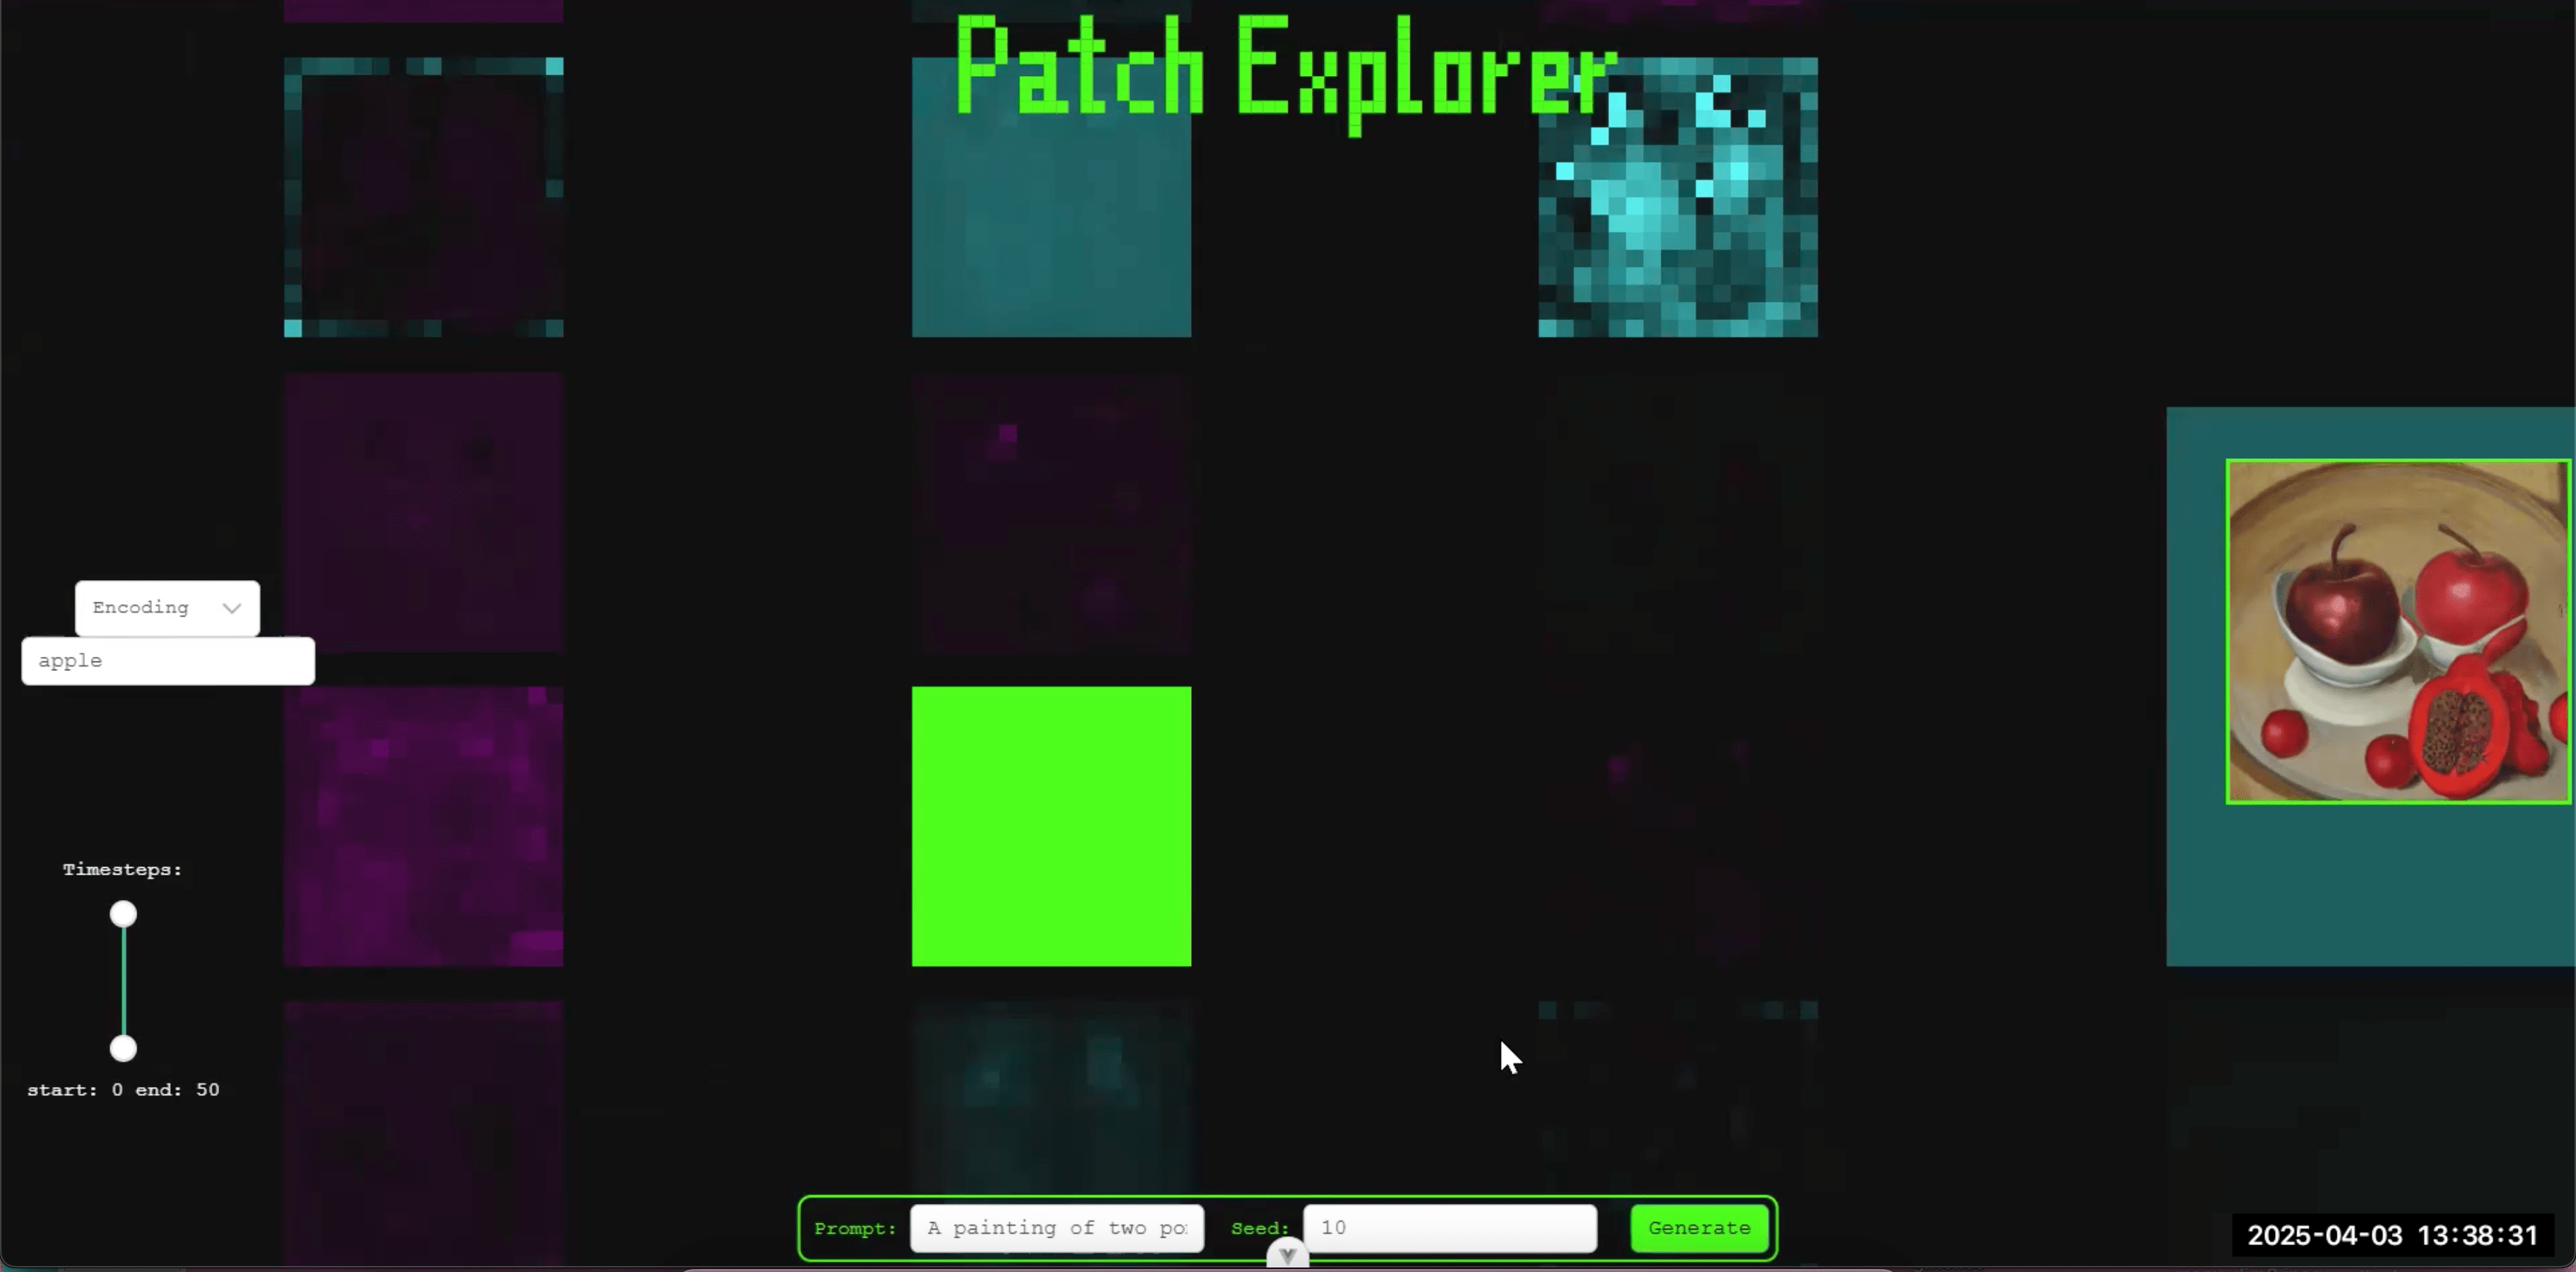 Patch Explorer
Encoding
apple
Timesteps:
start: 0 end: 50
Prompt: A painting of two po Seed: 10 Generate
2025-04-03 13:38:31